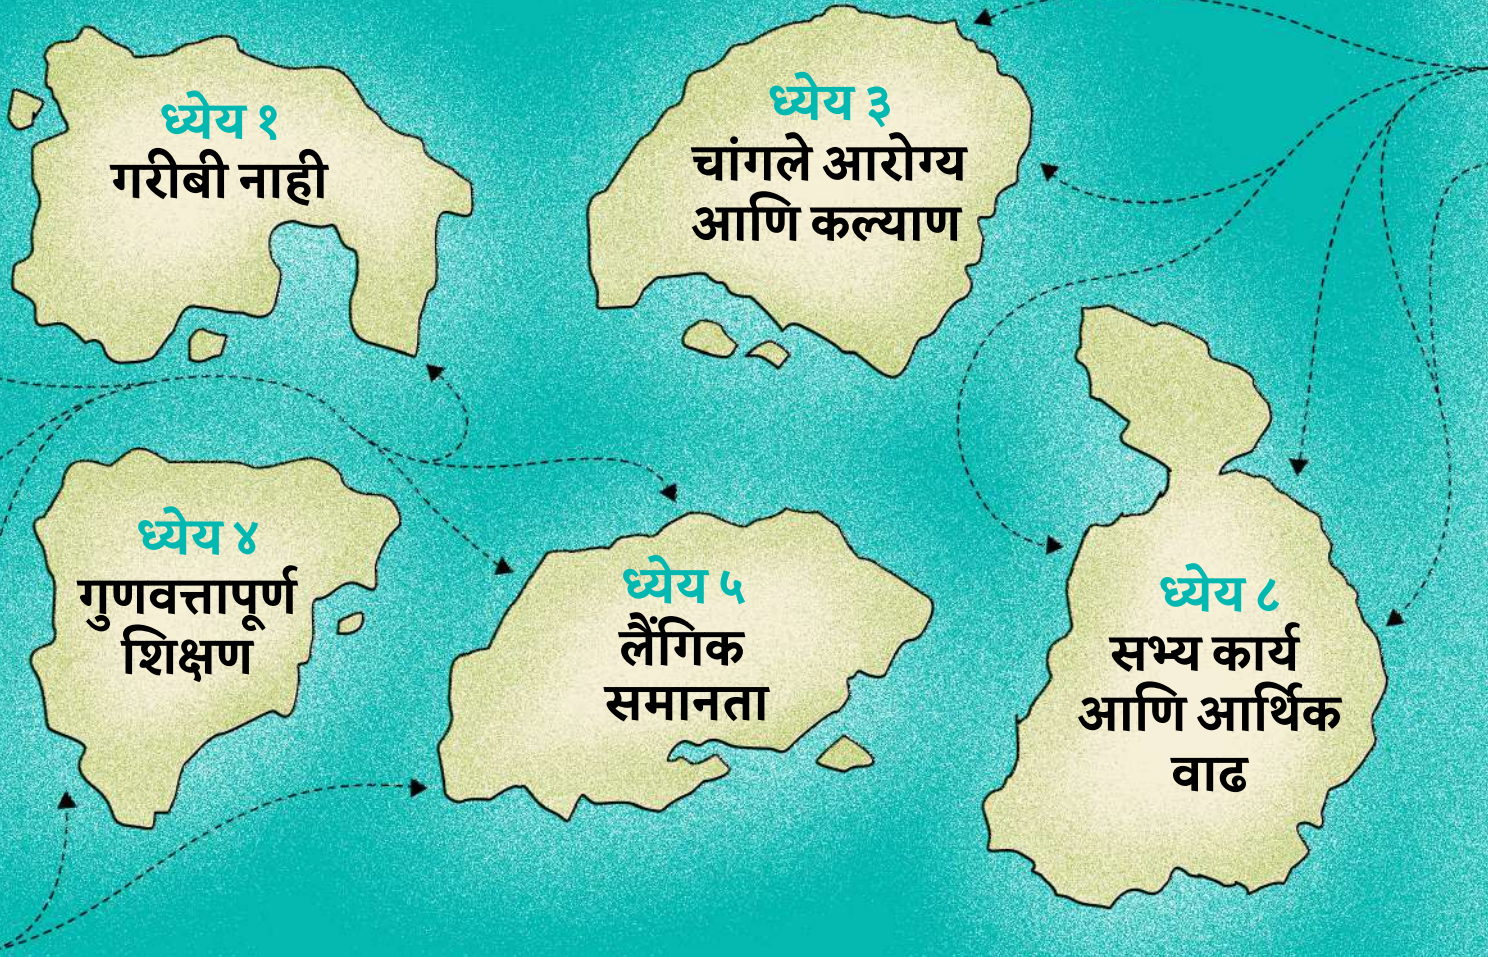 ध्येय १
गरीबी नाही
ध्येय ३
चांगले आरोग्य
आणि कल्याण
ध्येय ४
गुणवत्तापूर्ण
शिक्षण
ध्येय ५
लैंगिक
समानता
ध्येय ८
सभ्य कार्य
आणि आर्थिक
वाढ